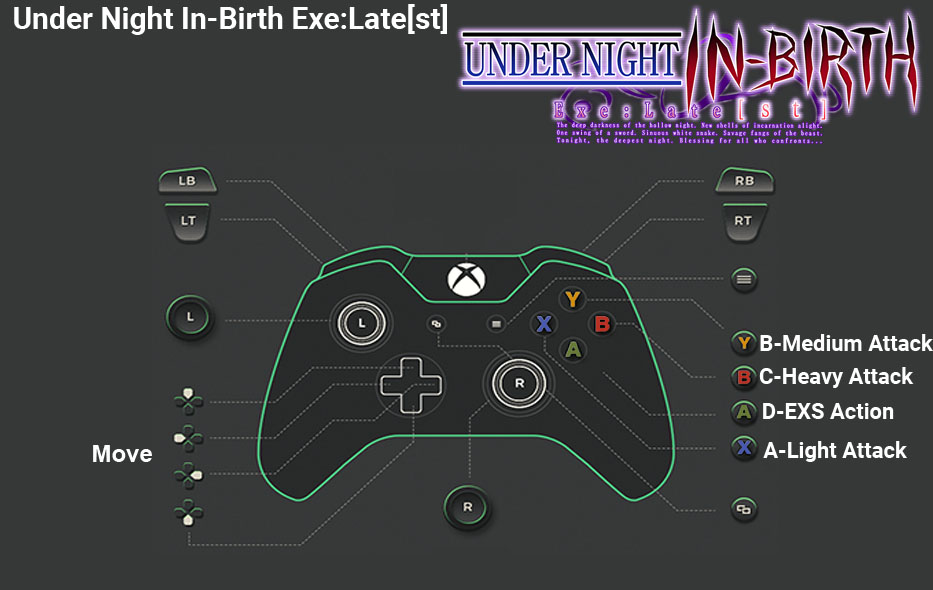 Under Night In-Birth Exe:Late[st]
UNDER NIGHT IN-BIRTH
Exe:Late[st]
The deep darkness of the hollow night. New shells of incarnation alight.
One swing of a sword. Sinuous white snake. Savage fangs of the beast.
Tonight, the deepest night. Blessing for all who confronts...
LB
RB
LT
RT
L
L
Y
X
B
A
R
Y B-Medium Attack
B C-Heavy Attack
A D-EXS Action
X A-Light Attack
Move
R